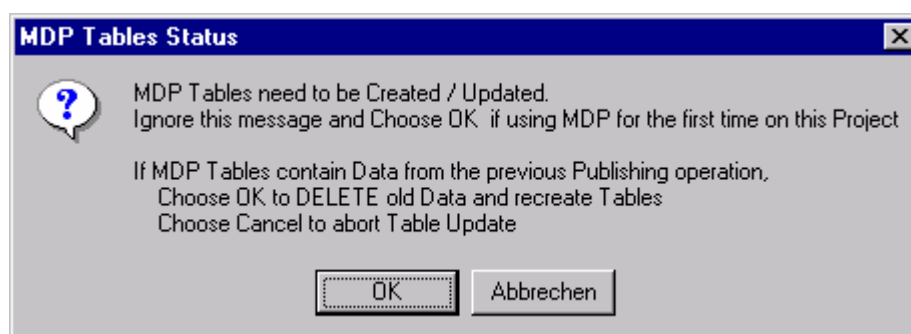 MDP Tables Status
MDP Tables need to be Created / Updated.
Ignore this message and Choose OK if using MDP for the first time on this Project
If MDP Tables contain Data from the previous Publishing operation,
Choose OK to DELETE old Data and recreate Tables
Choose Cancel to abort Table Update
OK
Abbrechen